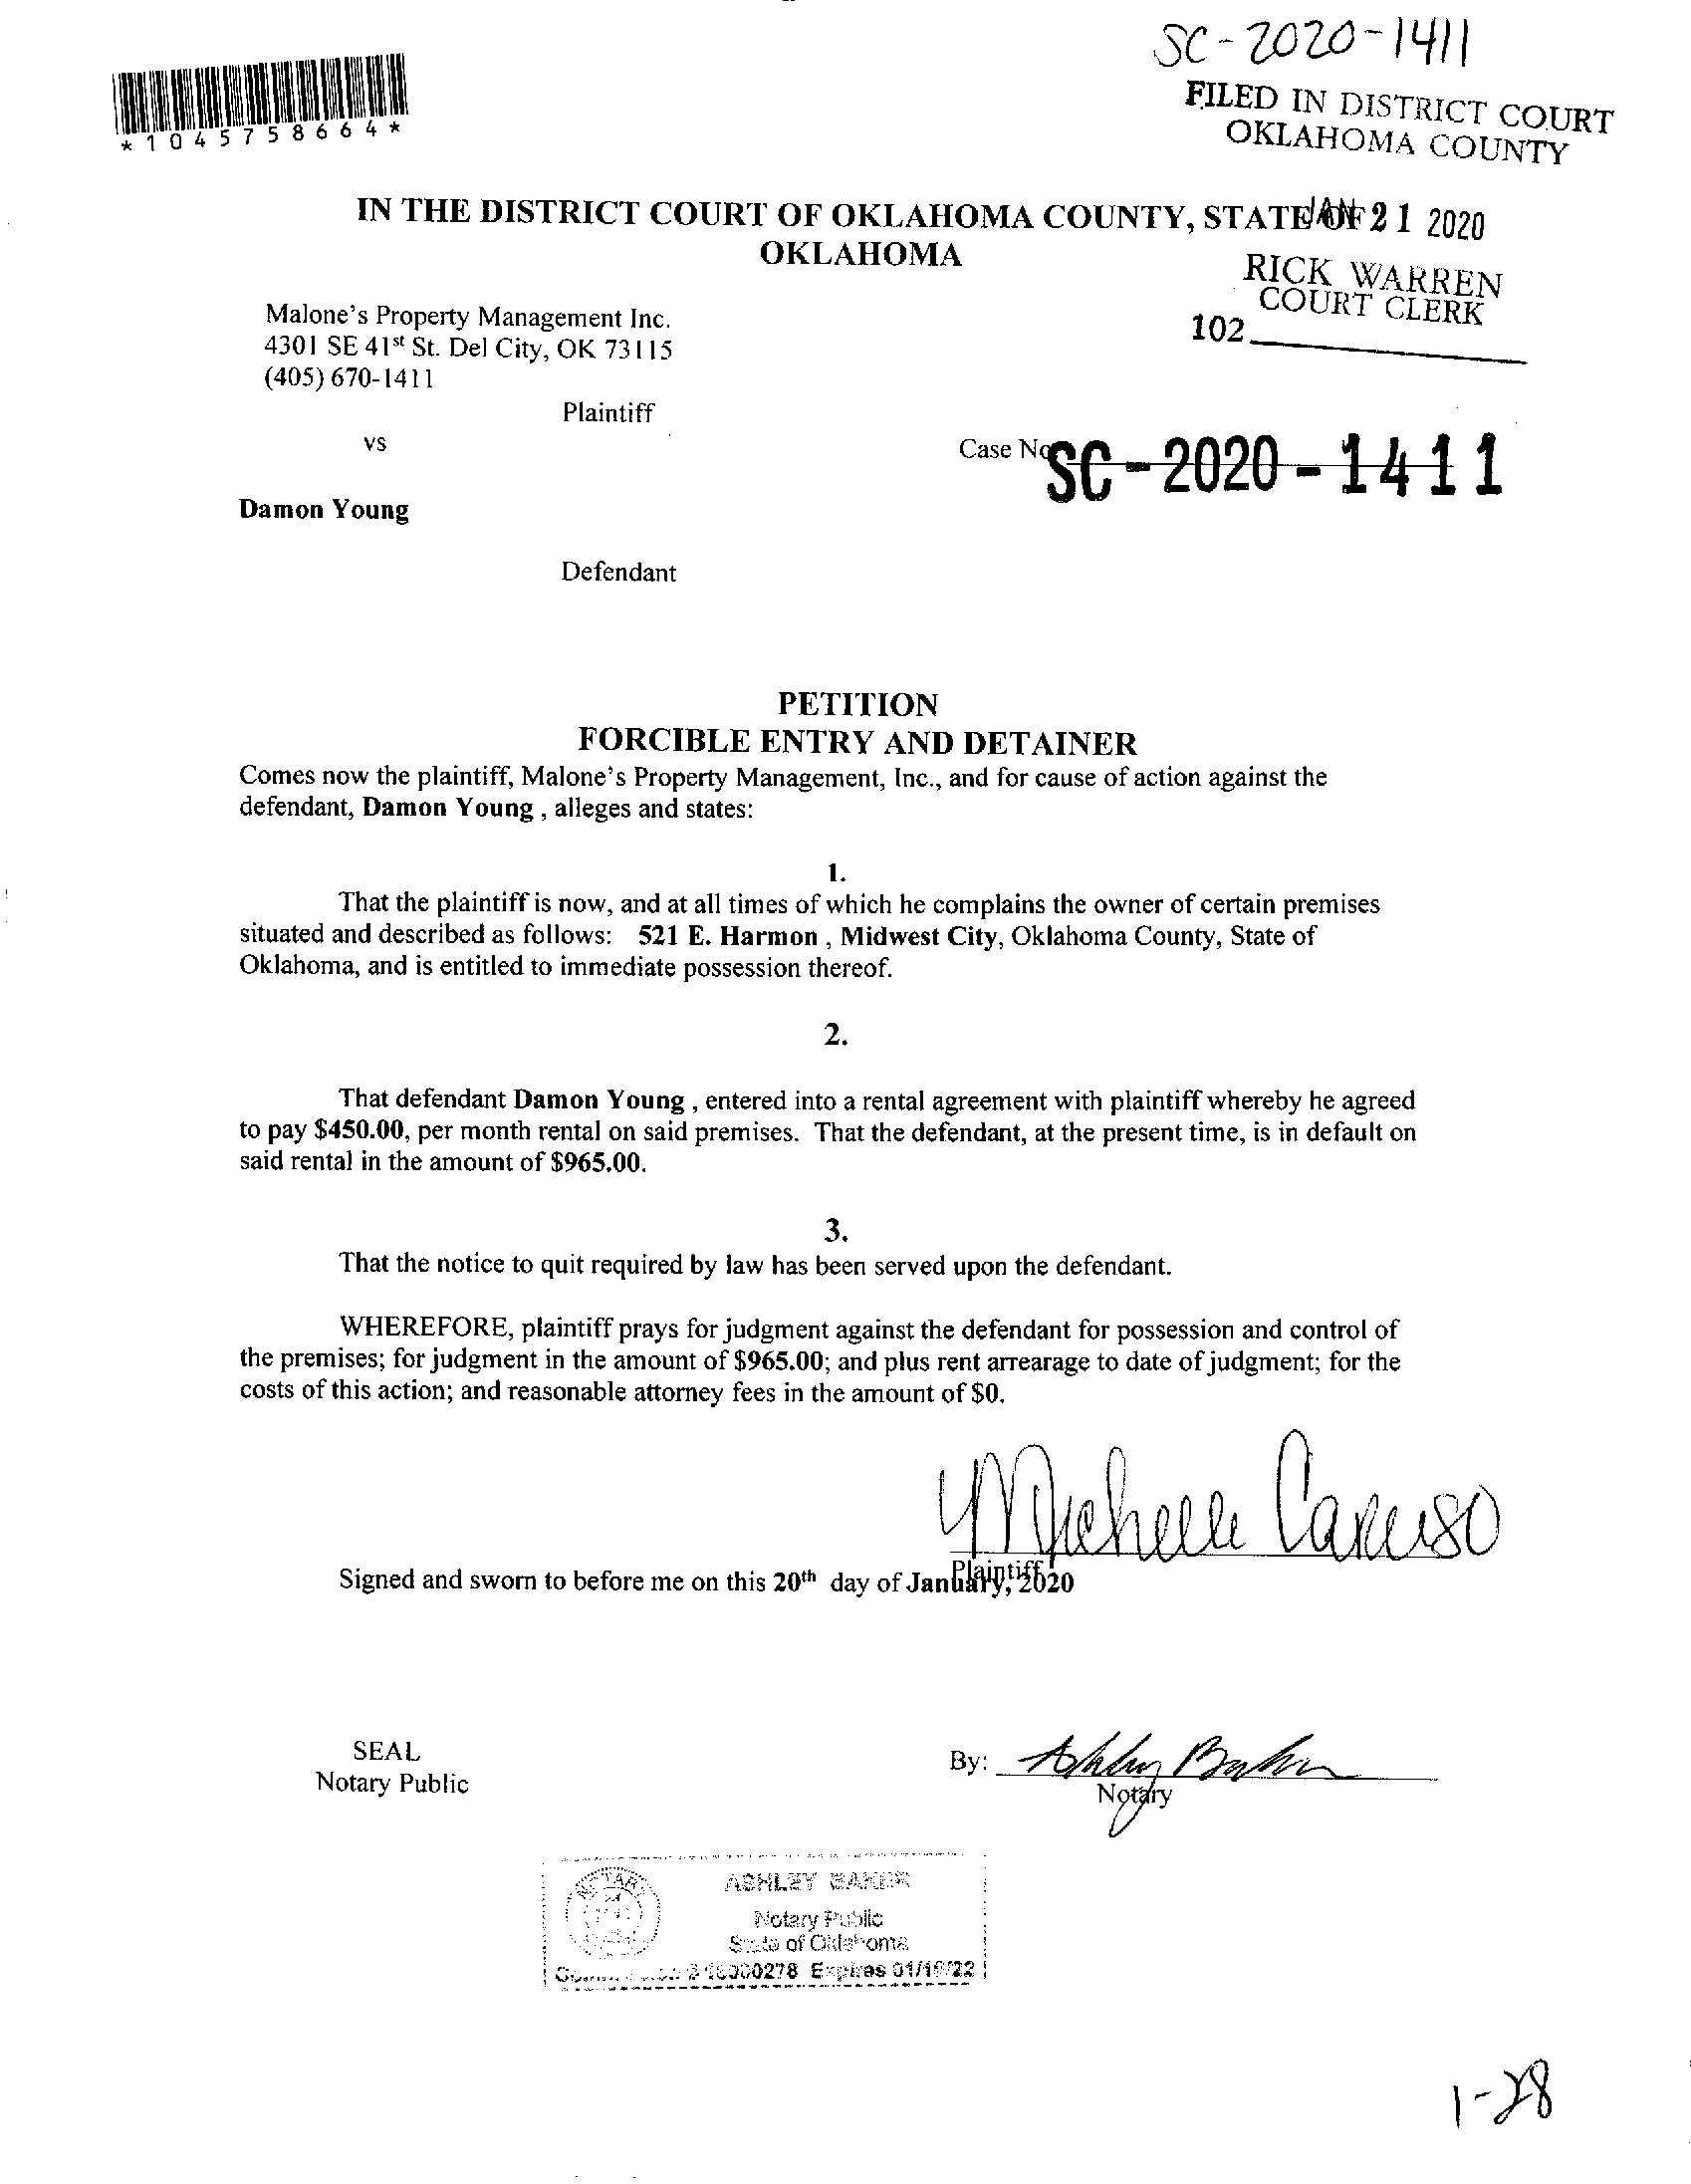 SC-2020-1411
*1045758664*
FILED IN DISTRICT COURT
OKLAHOMA COUNTY
IN THE DISTRICT COURT OF OKLAHOMA COUNTY, STATE OF
JAN 21 2020
OKLAHOMA
RICK WARREN
COURT CLERK
102
Malone's Property Management Inc.
4301 SE 41st St. Del City, OK 73115
(405) 670-1411
Plaintiff
vs
Case No
SC-2020-1411
Damon Young
Defendant
PETITION
FORCIBLE ENTRY AND DETAINER
Comes now the plaintiff, Malone's Property Management, Inc., and for cause of action against the
defendant, Damon Young , alleges and states:
1.
That the plaintiff is now, and at all times of which he complains the owner of certain premises
situated and described as follows: 521 E. Harmon , Midwest City, Oklahoma County, State of
Oklahoma, and is entitled to immediate possession thereof.
2.
That defendant Damon Young , entered into a rental agreement with plaintiff whereby he agreed
to pay $450.00, per month rental on said premises. That the defendant, at the present time, is in default on
said rental in the amount of $965.00.
3.
That the notice to quit required by law has been served upon the defendant.
WHEREFORE, plaintiff prays for judgment against the defendant for possession and control of
the premises; for judgment in the amount of $965.00; and plus rent arrearage to date of judgment; for the
costs of this action; and reasonable attorney fees in the amount of $0.
Michelle Caruso
Plaintiff
Signed and sworn to before me on this 20th day of January, 2020
SEAL
Notary Public
By: Ashley Baker
Notary
ASHLEY BAKER
Notary Public
State of Oklahoma
Expires 01/16/22
1-28